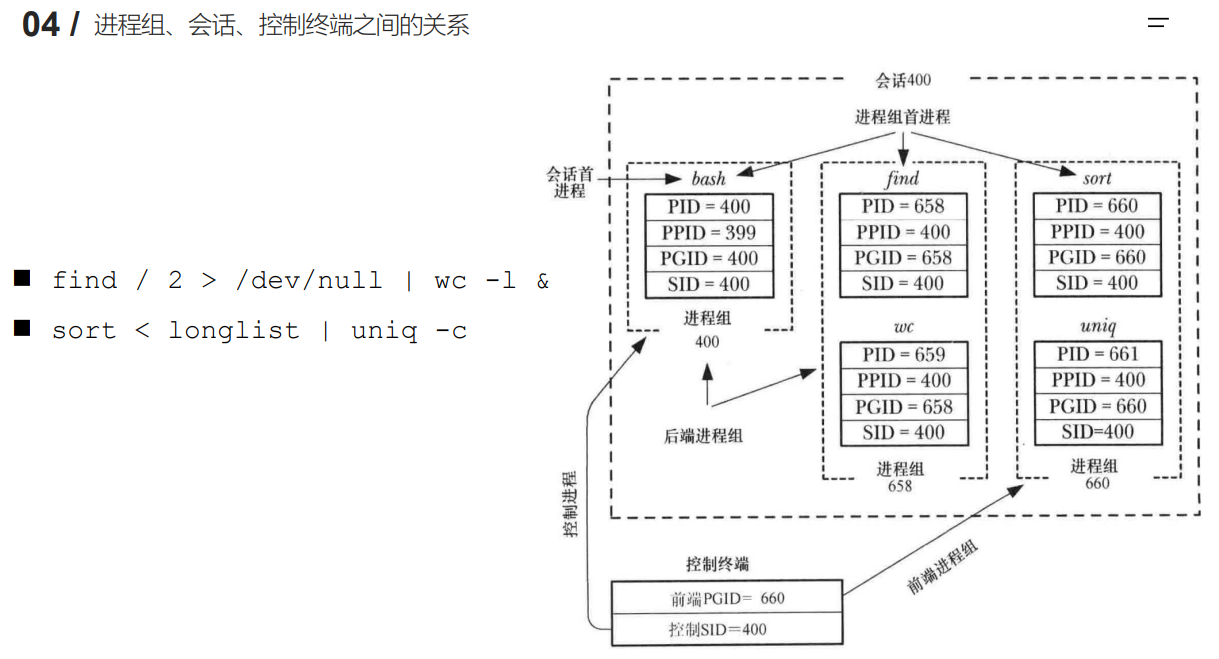 04 / 进程组、会话、控制终端之间的关系
find / 2 > /dev/null | wc -l &
sort < longlist | uniq -c
会话400
进程组首进程
会话首
进程
bash
PID = 400
PPID = 399
PGID = 400
SID = 400
进程组
400
find
PID = 658
PPID = 400
PGID = 658
SID = 400
wc
PID = 659
PPID = 400
PGID = 658
SID = 400
进程组
658
sort
PID = 660
PPID = 400
PGID = 660
SID = 400
uniq
PID = 661
PPID = 400
PGID = 660
SID=400
进程组
660
后端进程组
控制进程
前端进程组
控制终端
前端PGID= 660
控制SID=400